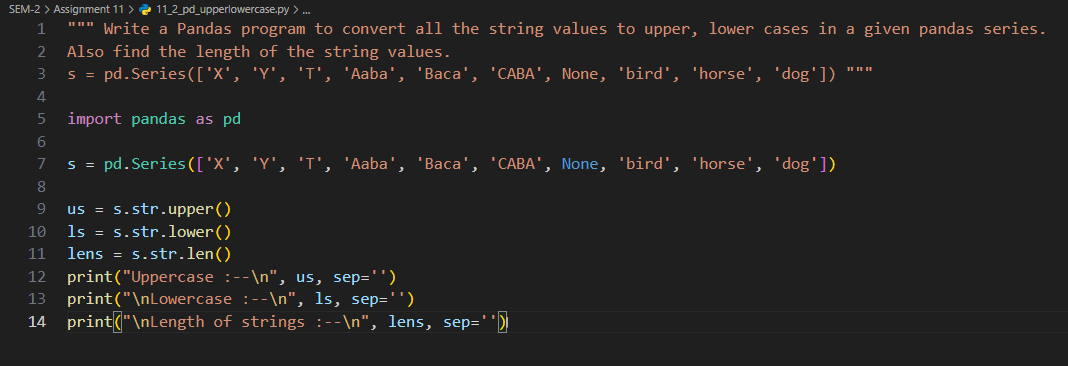 SEM-2 > Assignment 11 > 11_2_pd_upperlowercase.py > ...
1 """ Write a Pandas program to convert all the string values to upper, lower cases in a given pandas series.
2 Also find the length of the string values.
3 s = pd.Series(['X', 'Y', 'T', 'Aaba', 'Baca', 'CABA', None, 'bird', 'horse', 'dog']) """
4
5 import pandas as pd
6
7 s = pd.Series(['X', 'Y', 'T', 'Aaba', 'Baca', 'CABA', None, 'bird', 'horse', 'dog'])
8
9 us = s.str.upper()
10 ls = s.str.lower()
11 lens = s.str.len()
12 print("Uppercase :--\n", us, sep='')
13 print("\nLowercase :--\n", ls, sep='')
14 print("\nLength of strings :--\n", lens, sep='')